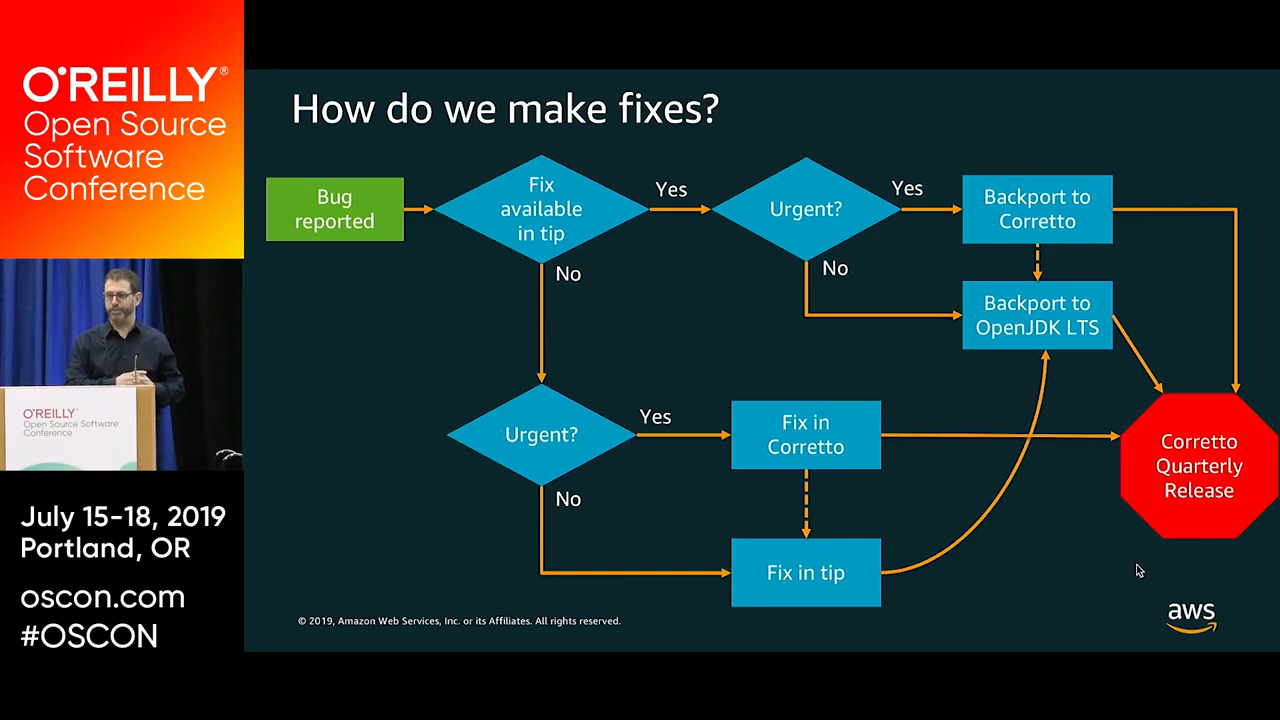 O'REILLY®
Open Source
Software
Conference
How do we make fixes?
Bug
reported
Fix
available
in tip
Yes
Urgent?
Yes
Backport to
Corretto
No
No
Backport to
OpenJDK LTS
O'REILLY
Open Source Software
Conference
Urgent?
Yes
Fix in
Corretto
Corretto
Quarterly
Release
No
Fix in tip
July 15-18, 2019
Portland, OR
oscon.com
#OSCON
© 2019, Amazon Web Services, Inc. or its Affiliates. All rights reserved.
aws